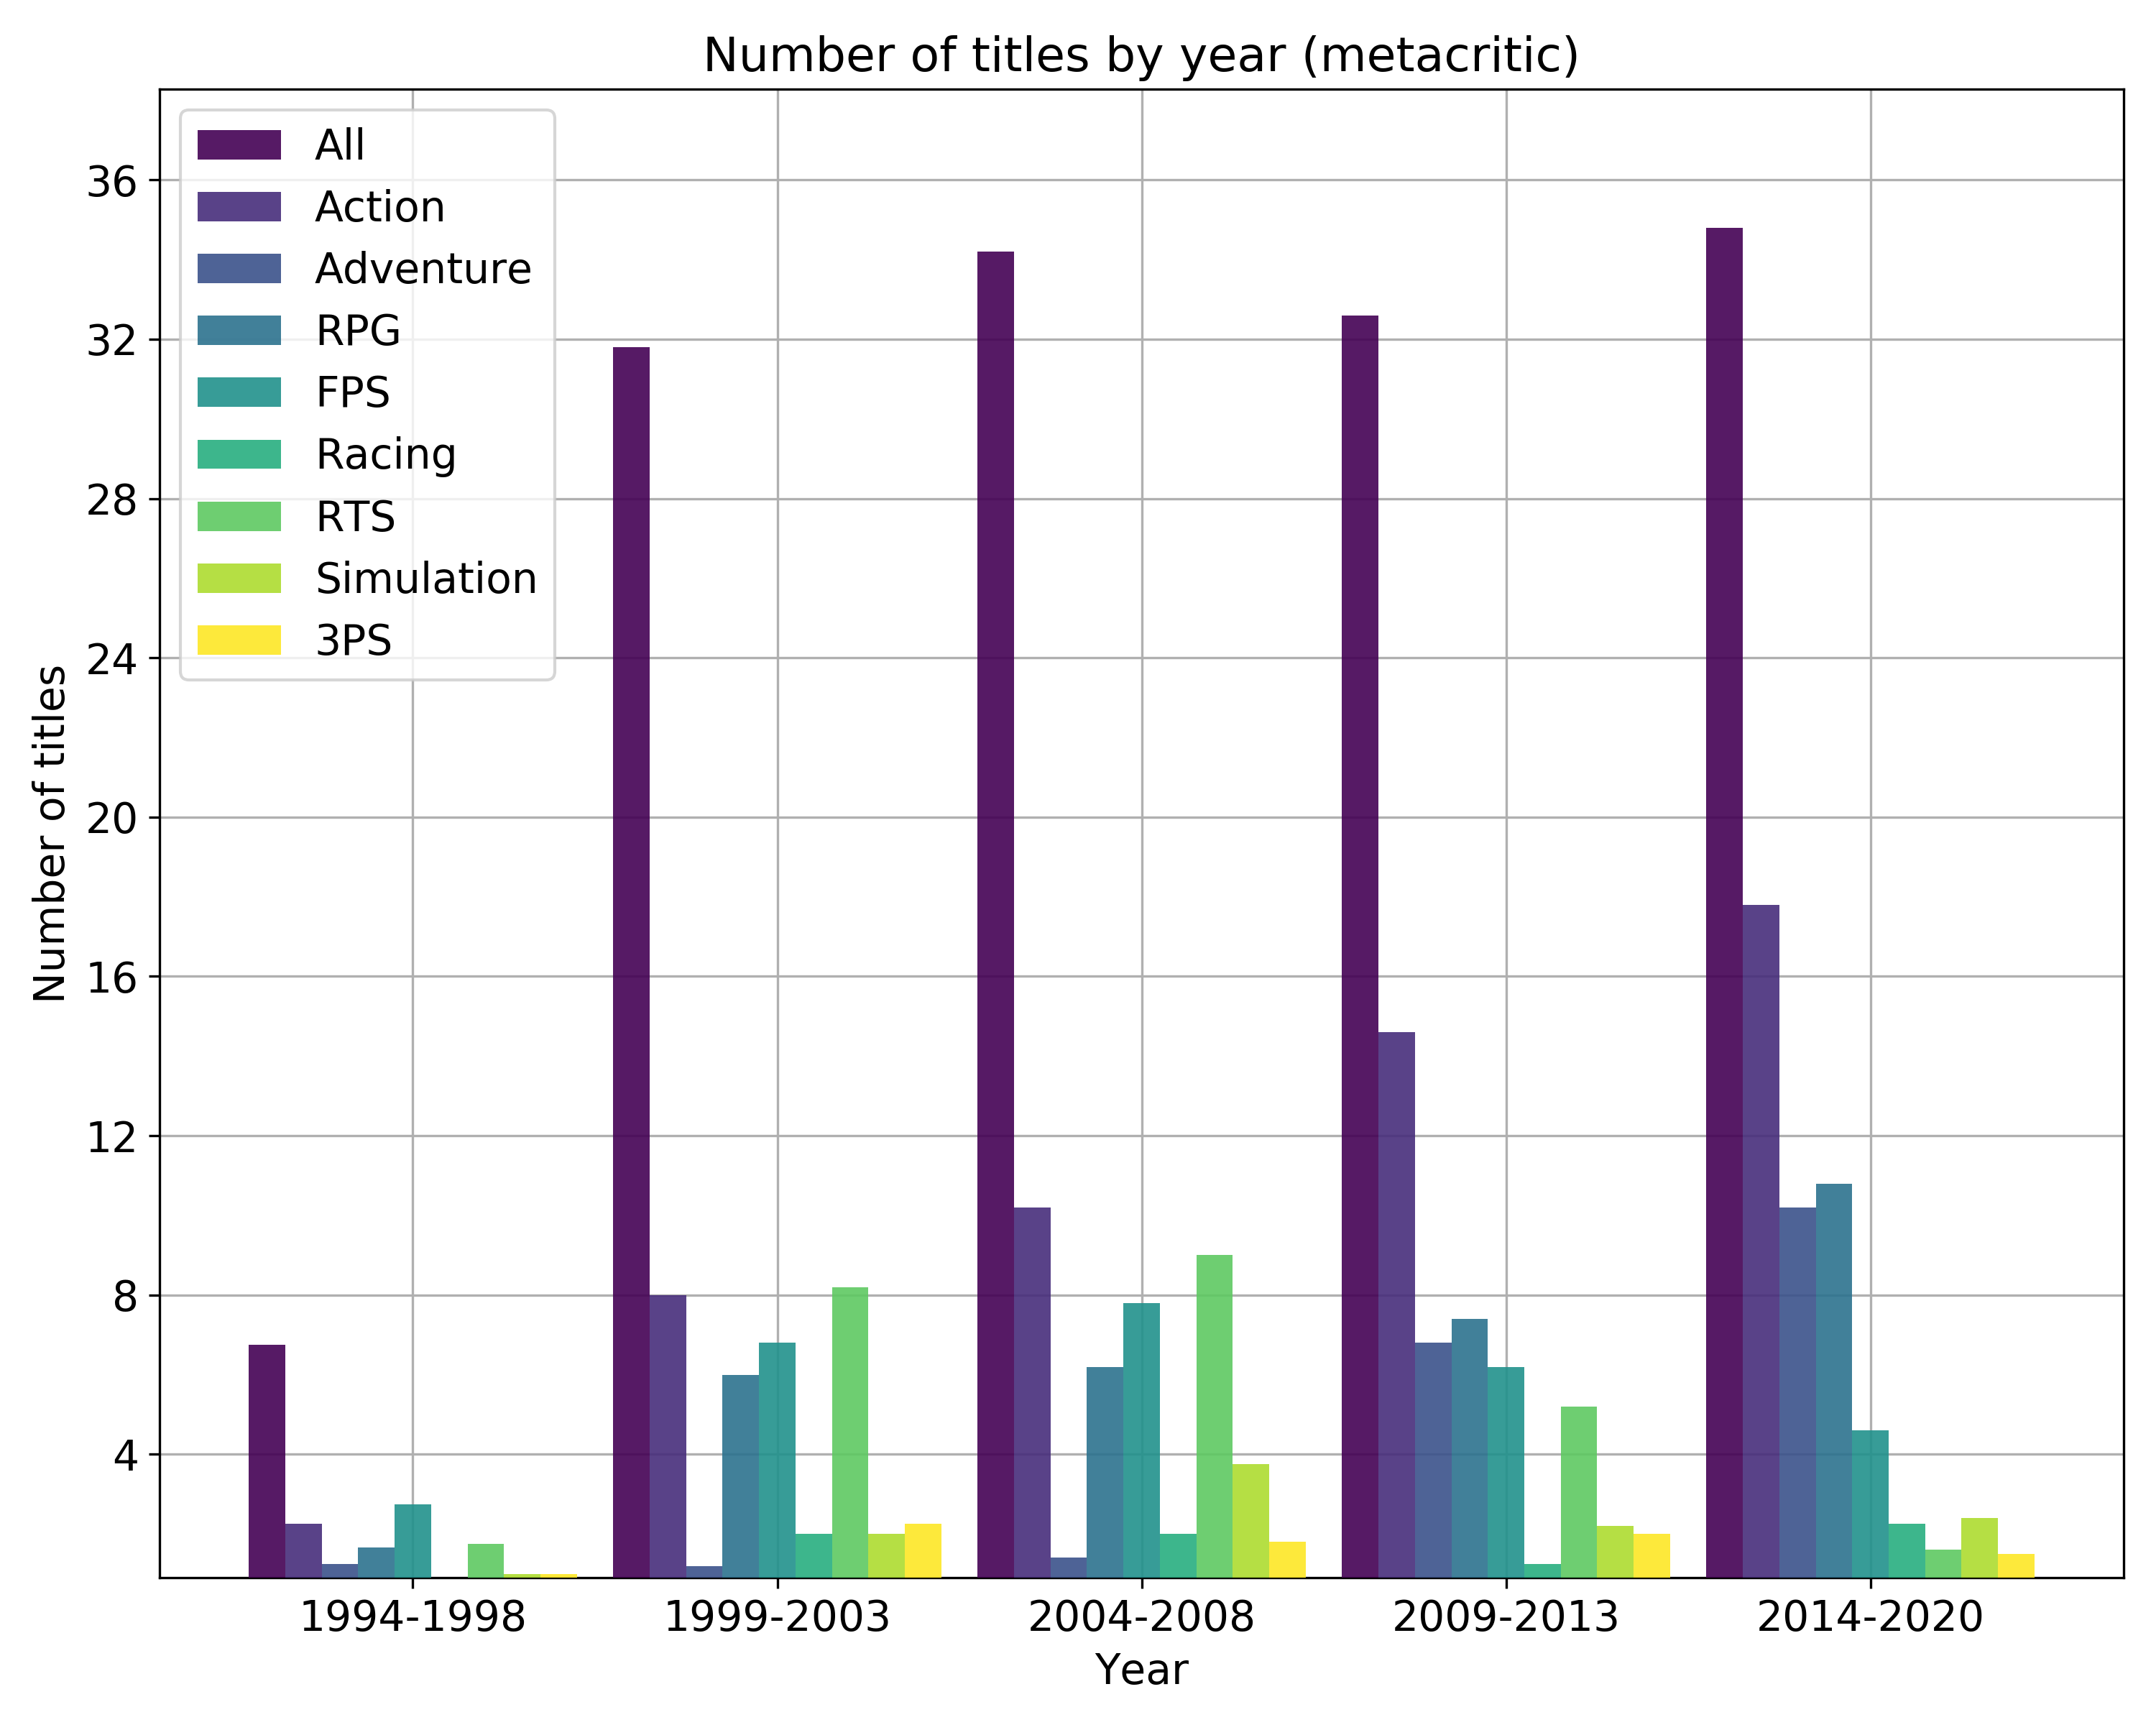 Number of titles by year (metacritic)
All
Action
Adventure
RPG
FPS
Racing
RTS
Simulation
3PS
36
32
28
24
20
16
12
8
4
Number of titles
1994-1998
1999-2003
2004-2008
2009-2013
2014-2020
Year